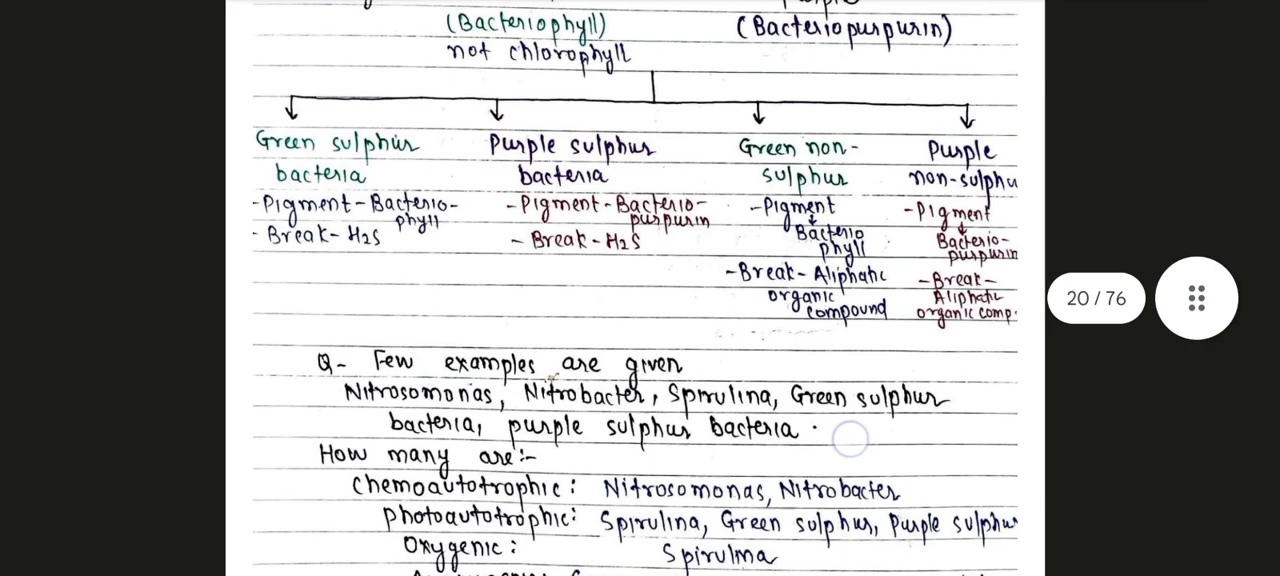 (Bacteriophyll)
(Bacteriopurpurin)
not chlorophyll
Green sulphur
bacteria
-Pigment-Bacterio-
phyll
- Break-H2S
Purple sulphur
bacteria
-Pigment-Bacterio-
purpurin
- Break-H2S
Green non-
sulphur
-Pigment
Bacterio
phyll
-Break-Aliphatic
organic
compound
Purple
non-sulphu
-Pigment
Bacterio-
purpurin
-Break-
Aliphatic
organic comp.
20 / 76
Q- Few examples are given
Nitrosomonas, Nitrobacter, Spirulina, Green sulphur
bacteria, purple sulphur bacteria.
How many are:-
Chemoautotrophic: Nitrosomonas, Nitrobacter
photoautotrophic: Spirulina, Green sulphur, Purple sulphur
Oxygenic: Spirulina